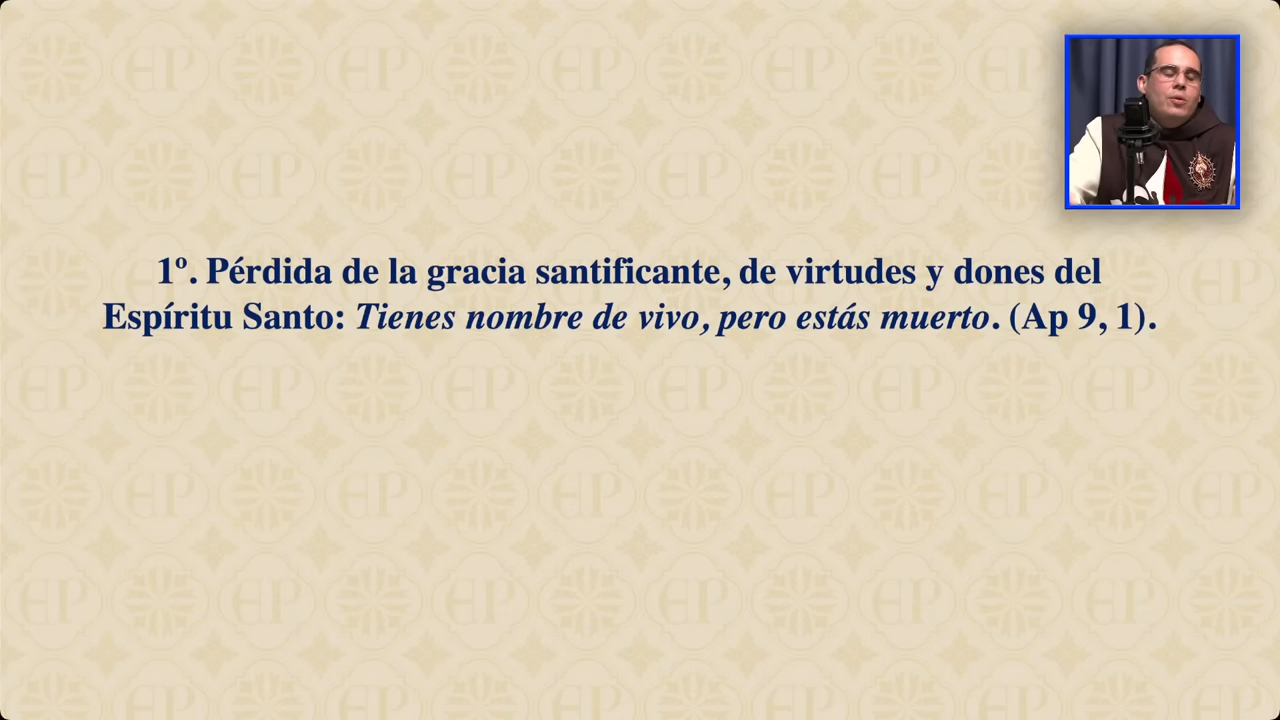 1º. Pérdida de la gracia santificante, de virtudes y dones del
Espíritu Santo: Tienes nombre de vivo, pero estás muerto. (Ap 9, 1).